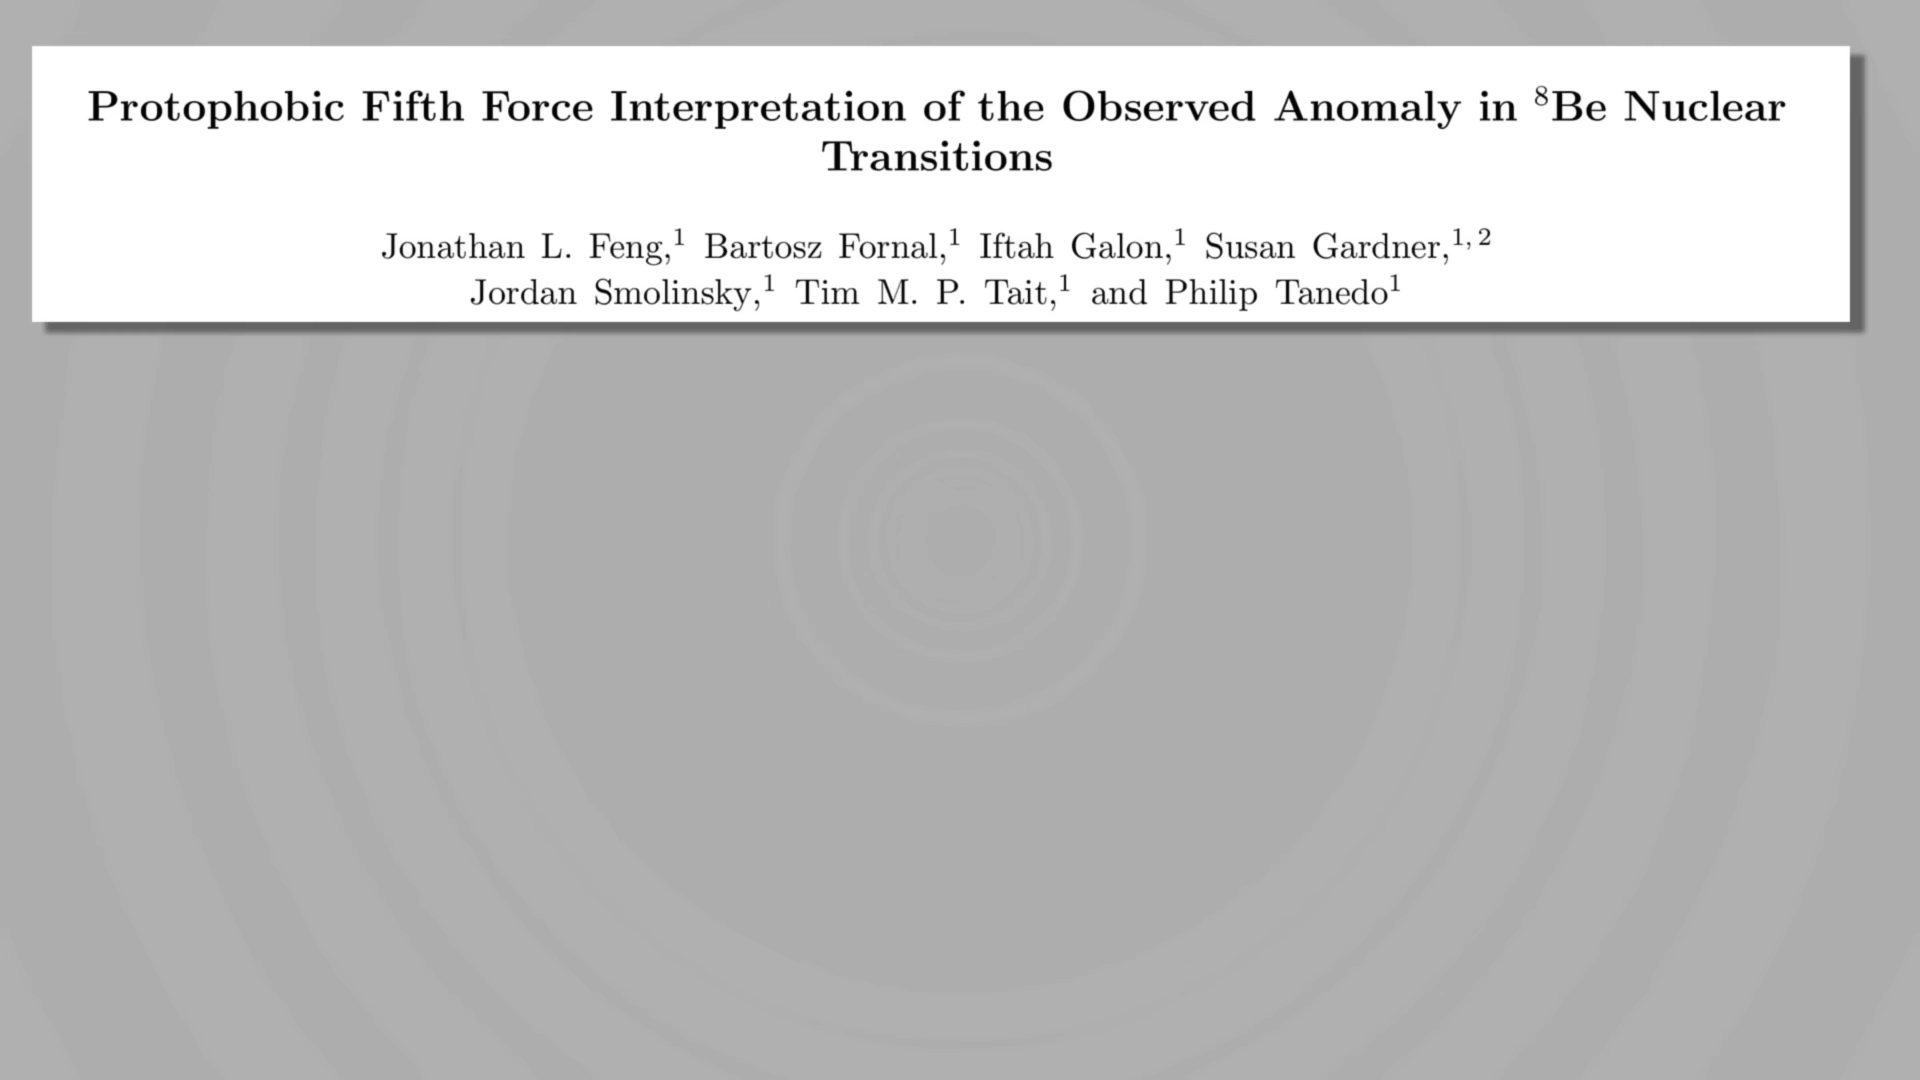 Protophobic Fifth Force Interpretation of the Observed Anomaly in ⁸Be Nuclear
Transitions
Jonathan L. Feng,¹ Bartosz Fornal,¹ Iftah Galon,¹ Susan Gardner,¹,²
Jordan Smolinsky,¹ Tim M. P. Tait,¹ and Philip Tanedo¹